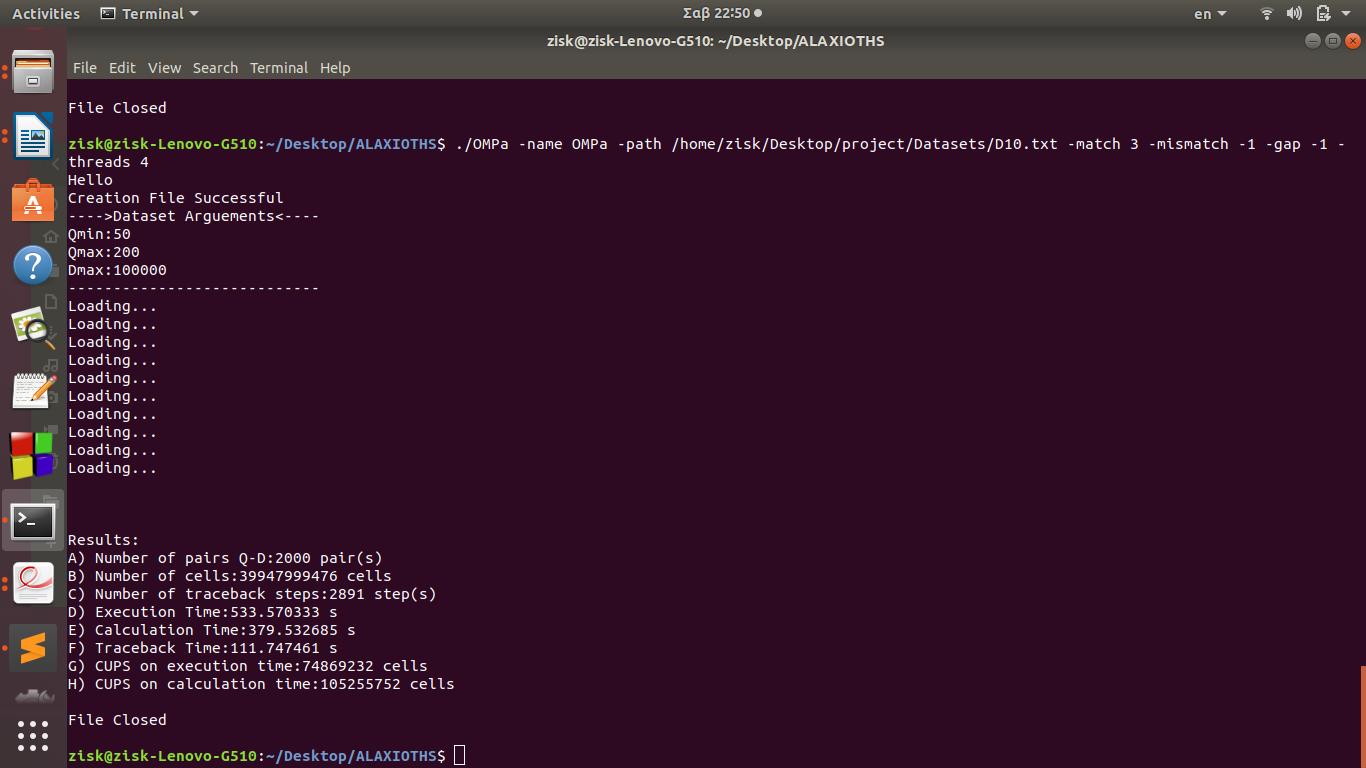 Activities Terminal Σαβ 22:50 en
zisk@zisk-Lenovo-G510: ~/Desktop/ALAXIOTHS
File Edit View Search Terminal Help
File Closed
zisk@zisk-Lenovo-G510:~/Desktop/ALAXIOTHS$ ./OMPa -name OMPa -path /home/zisk/Desktop/project/Datasets/D10.txt -match 3 -mismatch -1 -gap -1 -
threads 4
Hello
Creation File Successful
---->Dataset Arguements<----
Qmin:50
Qmax:200
Dmax:100000
----------------------------
Loading...
Loading...
Loading...
Loading...
Loading...
Loading...
Loading...
Loading...
Loading...
Loading...
Results:
A) Number of pairs Q-D:2000 pair(s)
B) Number of cells:39947999476 cells
C) Number of traceback steps:2891 step(s)
D) Execution Time:533.570333 s
E) Calculation Time:379.532685 s
F) Traceback Time:111.747461 s
G) CUPS on execution time:74869232 cells
H) CUPS on calculation time:105255752 cells
File Closed
zisk@zisk-Lenovo-G510:~/Desktop/ALAXIOTHS$